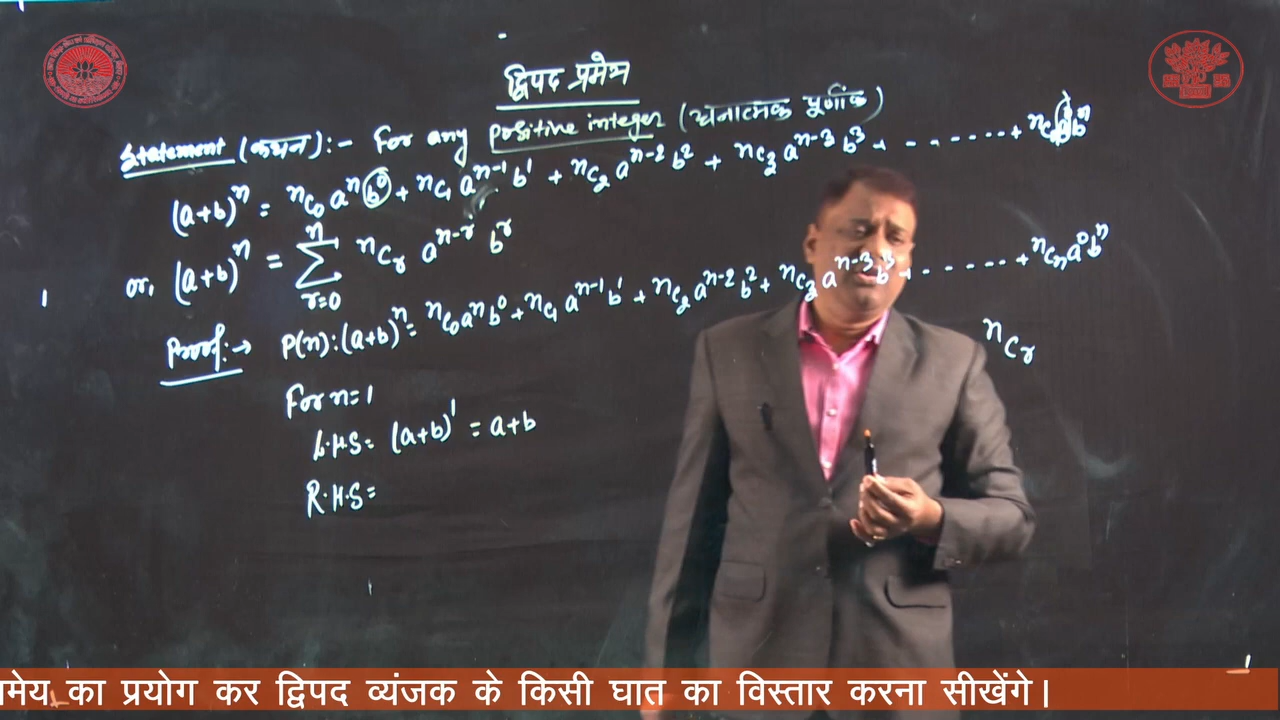 द्विपद प्रमेय
Statement (कथन):- For any positive integer (धनात्मक पूर्णांक)
(a+b)ⁿ = ⁿC₀ aⁿ b⁰ + ⁿC₁ aⁿ⁻¹ b¹ + ⁿC₂ aⁿ⁻² b² + ⁿC₃ aⁿ⁻³ b³ + ........ + ⁿCₙ a⁰ bⁿ
or, (a+b)ⁿ = Σⁿᵣ₌₀ ⁿCᵣ aⁿ⁻ʳ bʳ
Proof:→ P(n): (a+b)ⁿ = ⁿC₀ aⁿ b⁰ + ⁿC₁ aⁿ⁻¹ b¹ + ⁿC₂ aⁿ⁻² b² + ⁿC₃ aⁿ⁻³ b³ + ....... + ⁿCₙ a⁰ bⁿ
ⁿCᵣ
For n=1
L.H.S = (a+b)¹ = a+b
R.H.S =
मेय का प्रयोग कर द्विपद व्यंजक के किसी घात का विस्तार करना सीखेंगे।